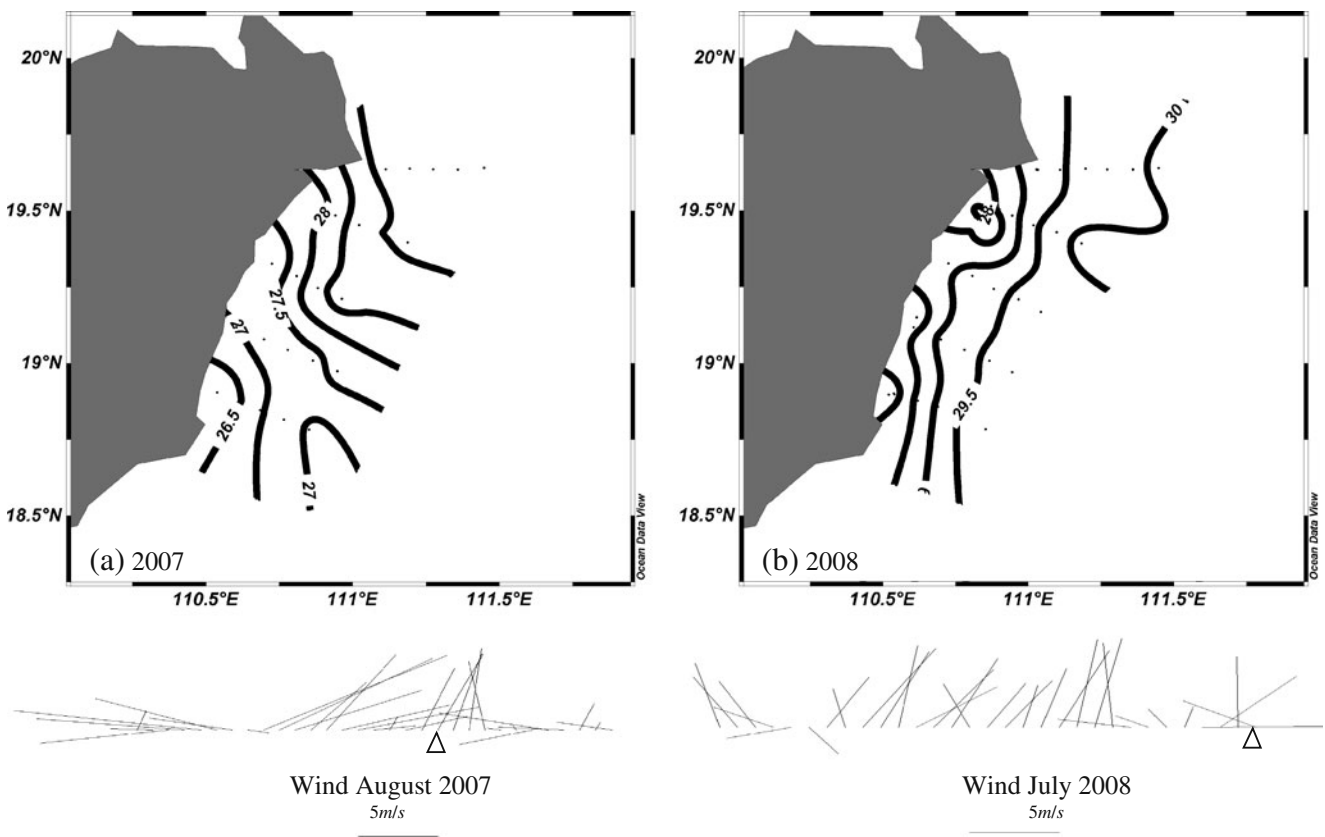 20°N
19.5°N
19°N
18.5°N
28
27.5
27
26.5
27
(a) 2007
Ocean Data View
110.5°E 111°E 111.5°E
20°N
19.5°N
19°N
18.5°N
30
28
29.5
(b) 2008
Ocean Data View
110.5°E 111°E 111.5°E
Wind August 2007
5m/s
Wind July 2008
5m/s